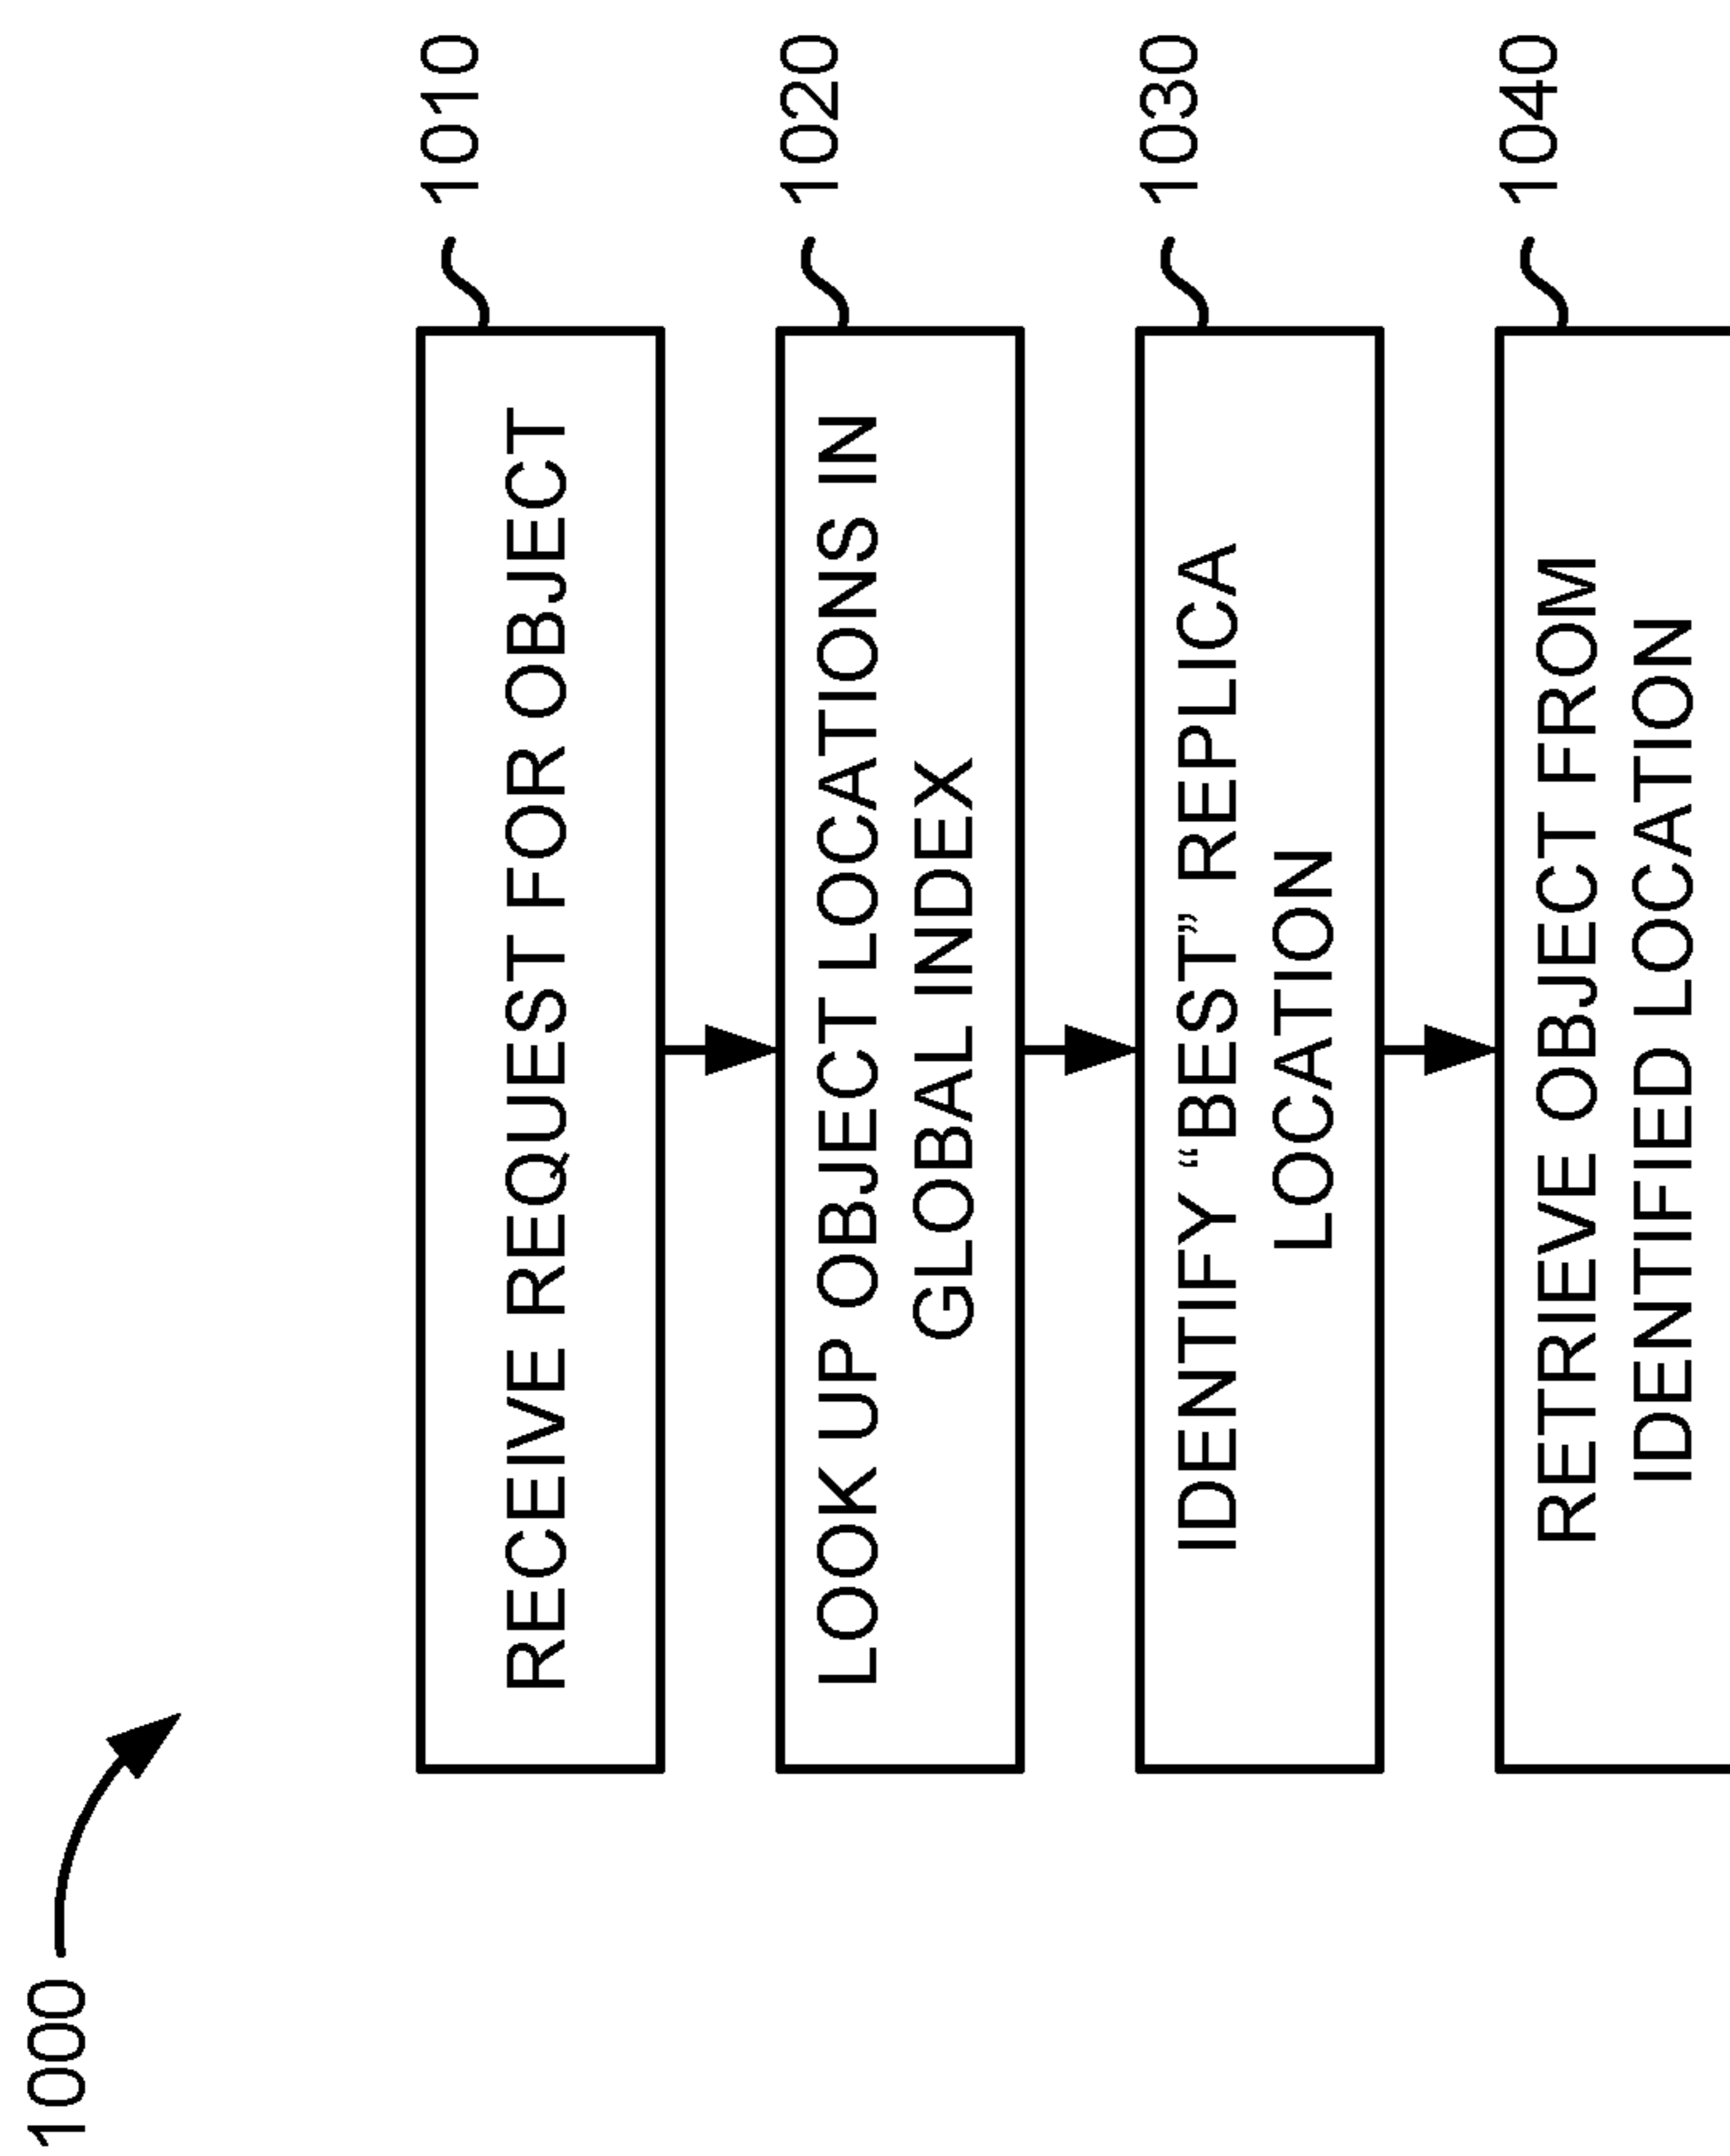 1000
1010
RECEIVE REQUEST FOR OBJECT
1020
LOOK UP OBJECT LOCATIONS IN
GLOBAL INDEX
1030
IDENTIFY “BEST” REPLICA
LOCATION
1040
RETRIEVE OBJECT FROM
IDENTIFIED LOCATION